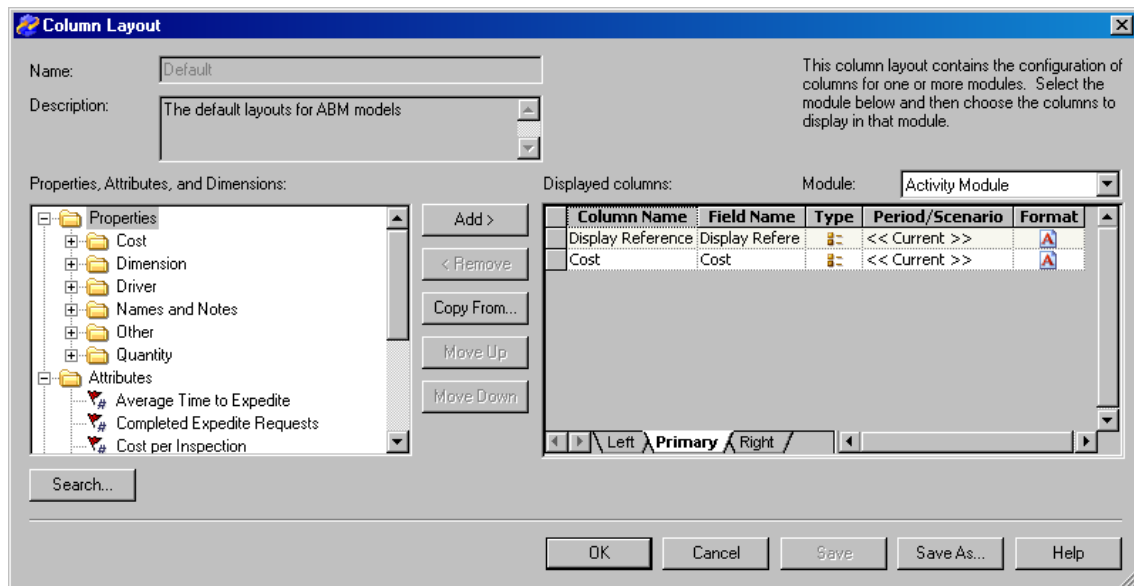 Column Layout
Name:
Default
Description:
The default layouts for ABM models
This column layout contains the configuration of
columns for one or more modules. Select the
module below and then choose the columns to
display in that module.
Properties, Attributes, and Dimensions:
Displayed columns:
Module:
Activity Module
Properties
Cost
Dimension
Driver
Names and Notes
Other
Quantity
Attributes
Average Time to Expedite
Completed Expedite Requests
Cost per Inspection
Add >
< Remove
Copy From...
Move Up
Move Down
Column Name Field Name Type Period/Scenario Format
Display Reference Display Refere << Current >>
Cost Cost << Current >>
Left Primary Right
Search...
OK Cancel Save Save As... Help